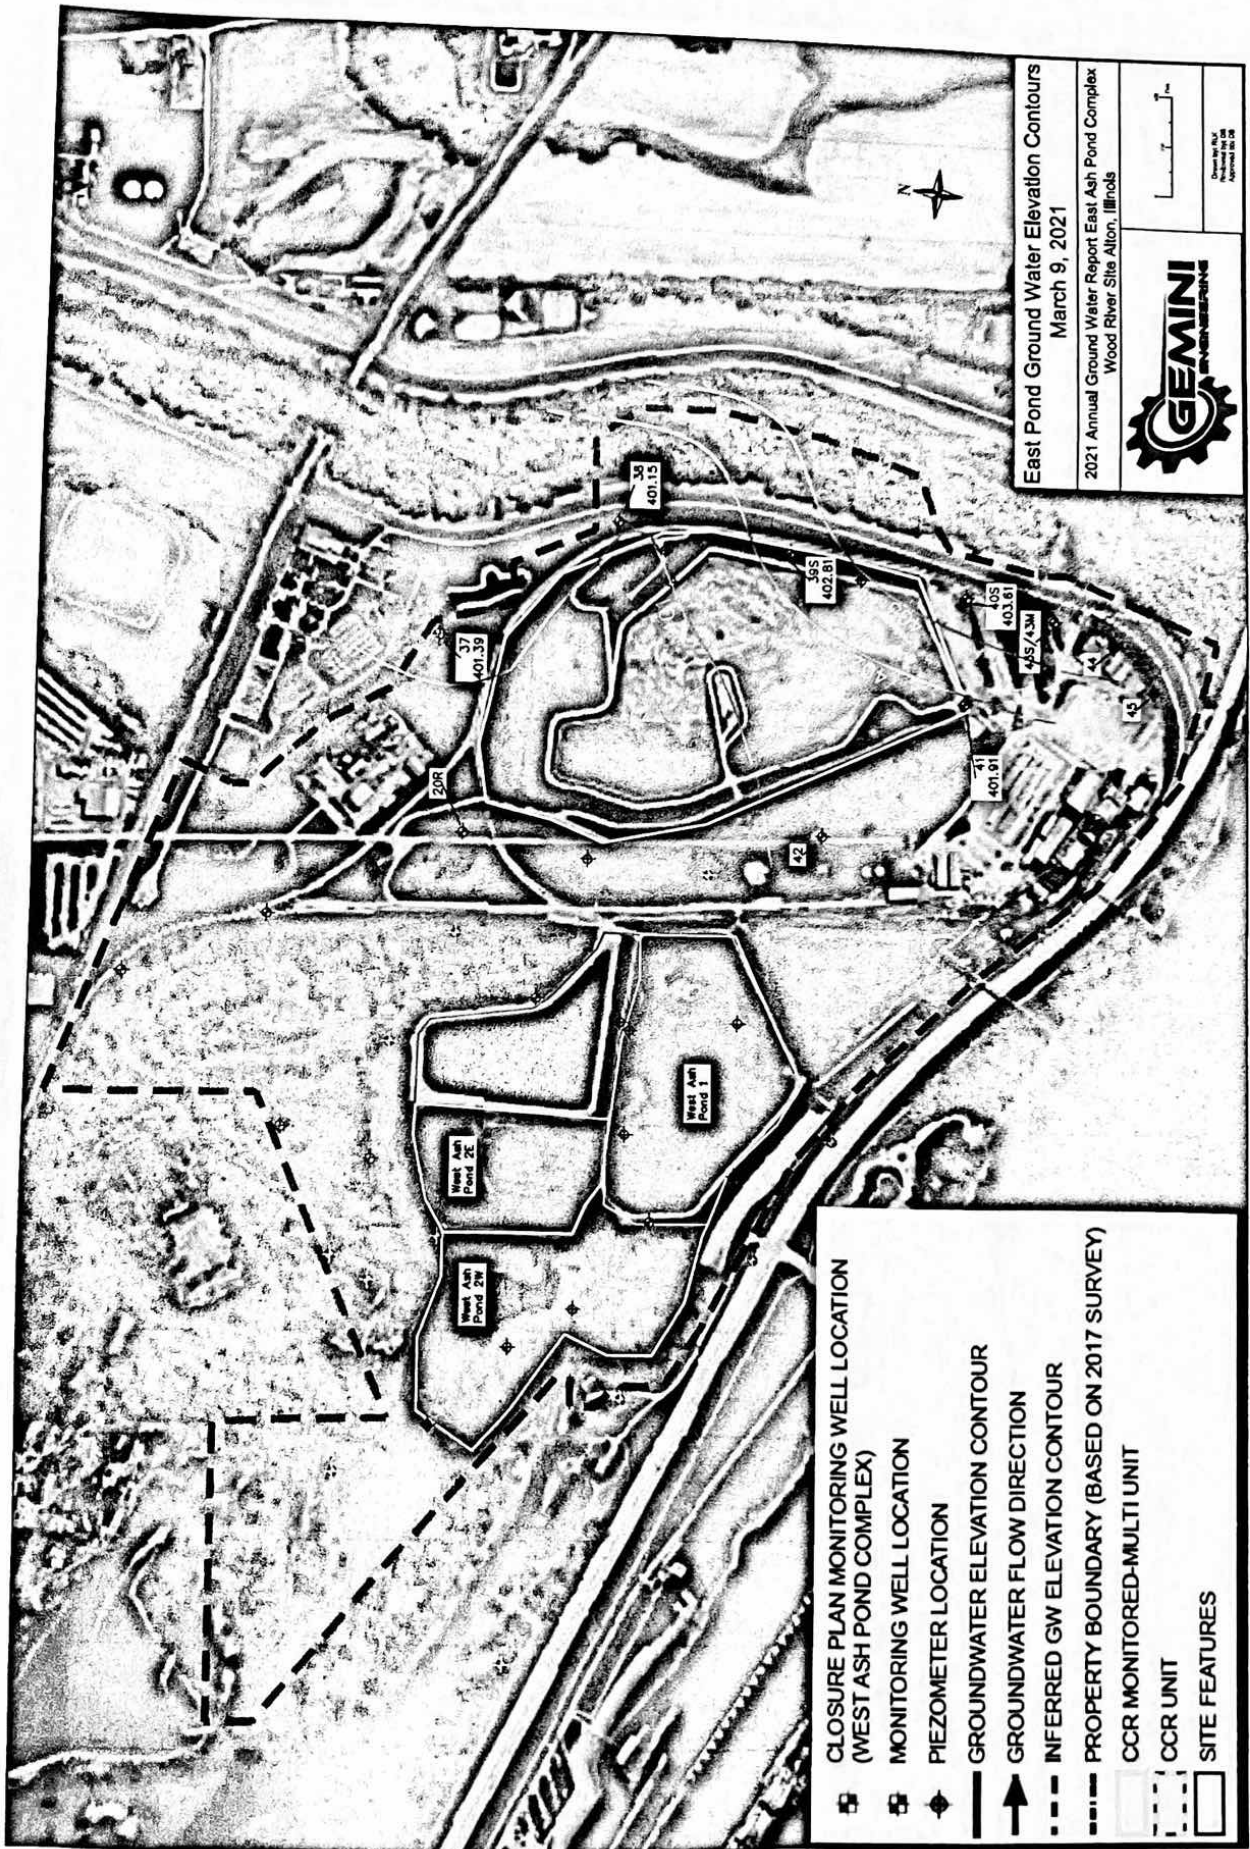 East Pond Ground Water Elevation Contours
March 9, 2021
2021 Annual Ground Water Report East Ash Pond Complex
Wood River Site Alton, Illinois
GEMINI
ENGINEERING
N
38
401.15
37
401.39
39S
402.81
40S
403.61
44
45
41
401.91
42
20R
West Ash
Pond 1
West Ash
Pond 2E
West Ash
Pond 2W
CLOSURE PLAN MONITORING WELL LOCATION
(WEST ASH POND COMPLEX)
MONITORING WELL LOCATION
PIEZOMETER LOCATION
GROUNDWATER ELEVATION CONTOUR
GROUNDWATER FLOW DIRECTION
INFERRED GW ELEVATION CONTOUR
PROPERTY BOUNDARY (BASED ON 2017 SURVEY)
CCR MONITORED-MULTI UNIT
CCR UNIT
SITE FEATURES